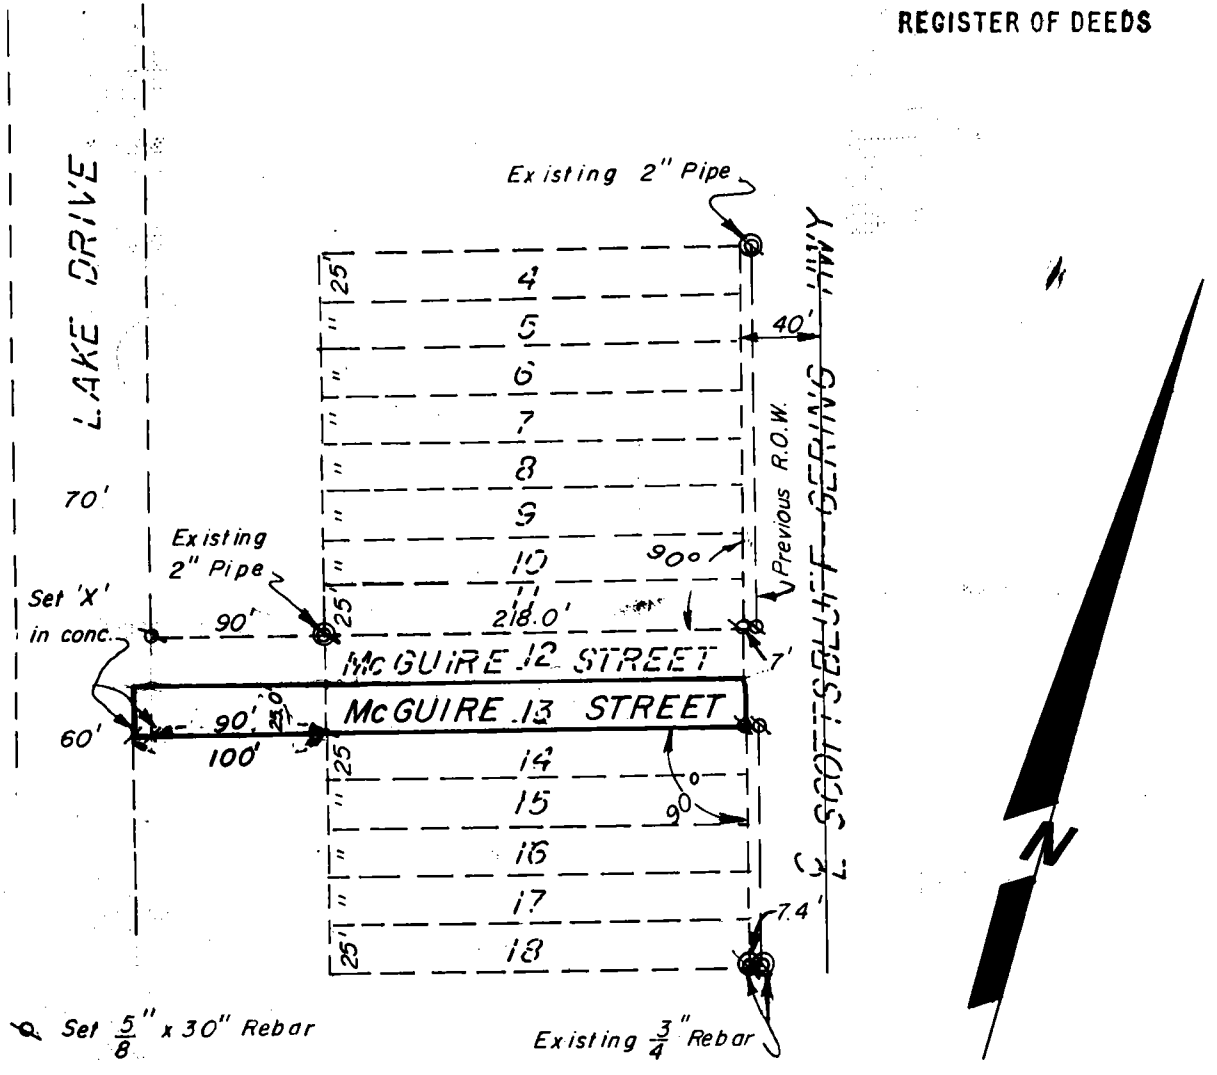 REGISTER OF DEEDS
Existing 2" Pipe
LAKE DRIVE
70'
25' 4
" 5
40'
" 6
" 7
" 8
Previous R.O.W.
" 9
90°
" 10
25' 11
218.0'
Existing
2" Pipe
Set 'X'
in conc.
90'
McGUIRE 12 STREET
7'
McGUIRE 13 STREET
90'
25.0'
60'
100'
℄ SCOTTSBLUFF-GERING HWY
25' 14
" 15
90°
" 16
" 17
7.4'
25' 18
N
Set 5/8" x 30" Rebar
Existing 3/4" Rebar